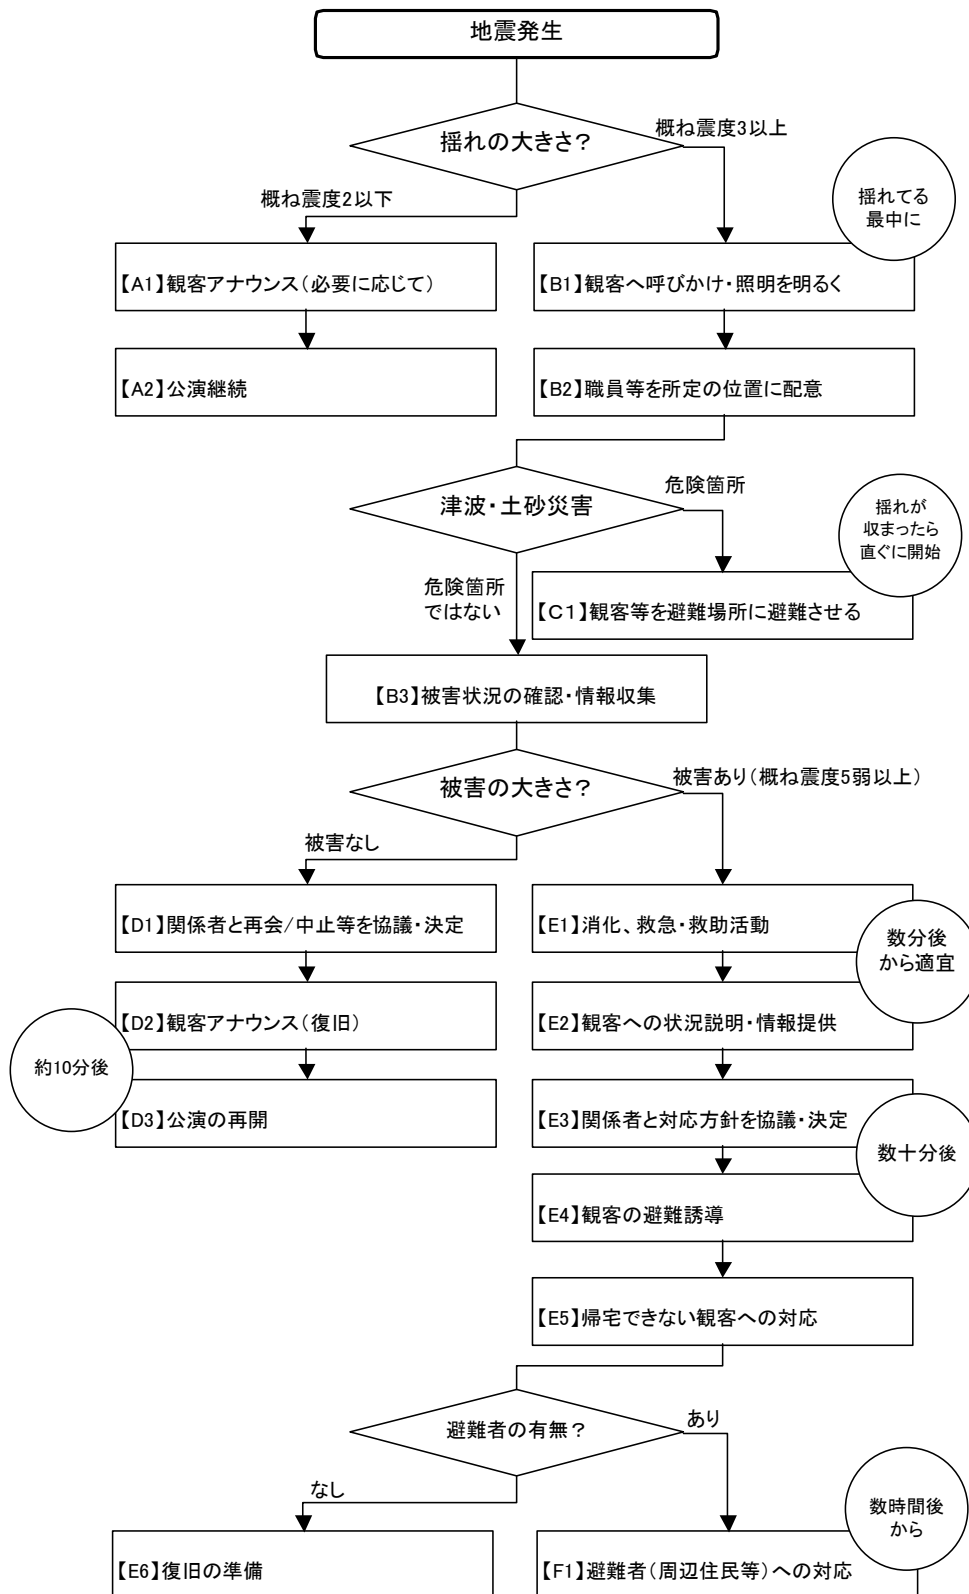 地震発生
揺れの大きさ？
概ね震度3以上
揺れてる
最中に
概ね震度2以下
【A1】観客アナウンス（必要に応じて）
【B1】観客へ呼びかけ・照明を明るく
【A2】公演継続
【B2】職員等を所定の位置に配意
津波・土砂災害
危険箇所
揺れが
収まったら
直ぐに開始
危険箇所
ではない
【C1】観客等を避難場所に避難させる
【B3】被害状況の確認・情報収集
被害の大きさ？
被害あり（概ね震度5弱以上）
被害なし
【D1】関係者と再会/中止等を協議・決定
【E1】消化、救急・救助活動
数分後
から適宜
【D2】観客アナウンス（復旧）
【E2】観客への状況説明・情報提供
約10分後
【D3】公演の再開
【E3】関係者と対応方針を協議・決定
数十分後
【E4】観客の避難誘導
【E5】帰宅できない観客への対応
避難者の有無？
あり
なし
数時間後
から
【E6】復旧の準備
【F1】避難者（周辺住民等）への対応